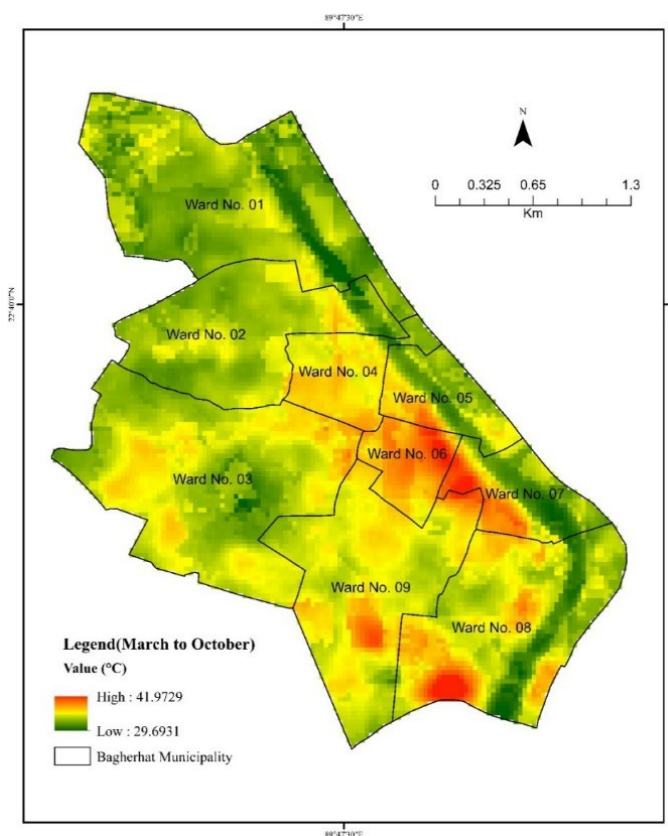 89°47'30"E
N
0 0.325 0.65 1.3
Km
Ward No. 01
22°40'0"N
Ward No. 02
Ward No. 04
Ward No. 05
Ward No. 06
Ward No. 03
Ward No. 07
Ward No. 09
Ward No. 08
Legend(March to October)
Value (°C)
High : 41.9729
Low : 29.6931
Bagherhat Municipality
89°47'30"E